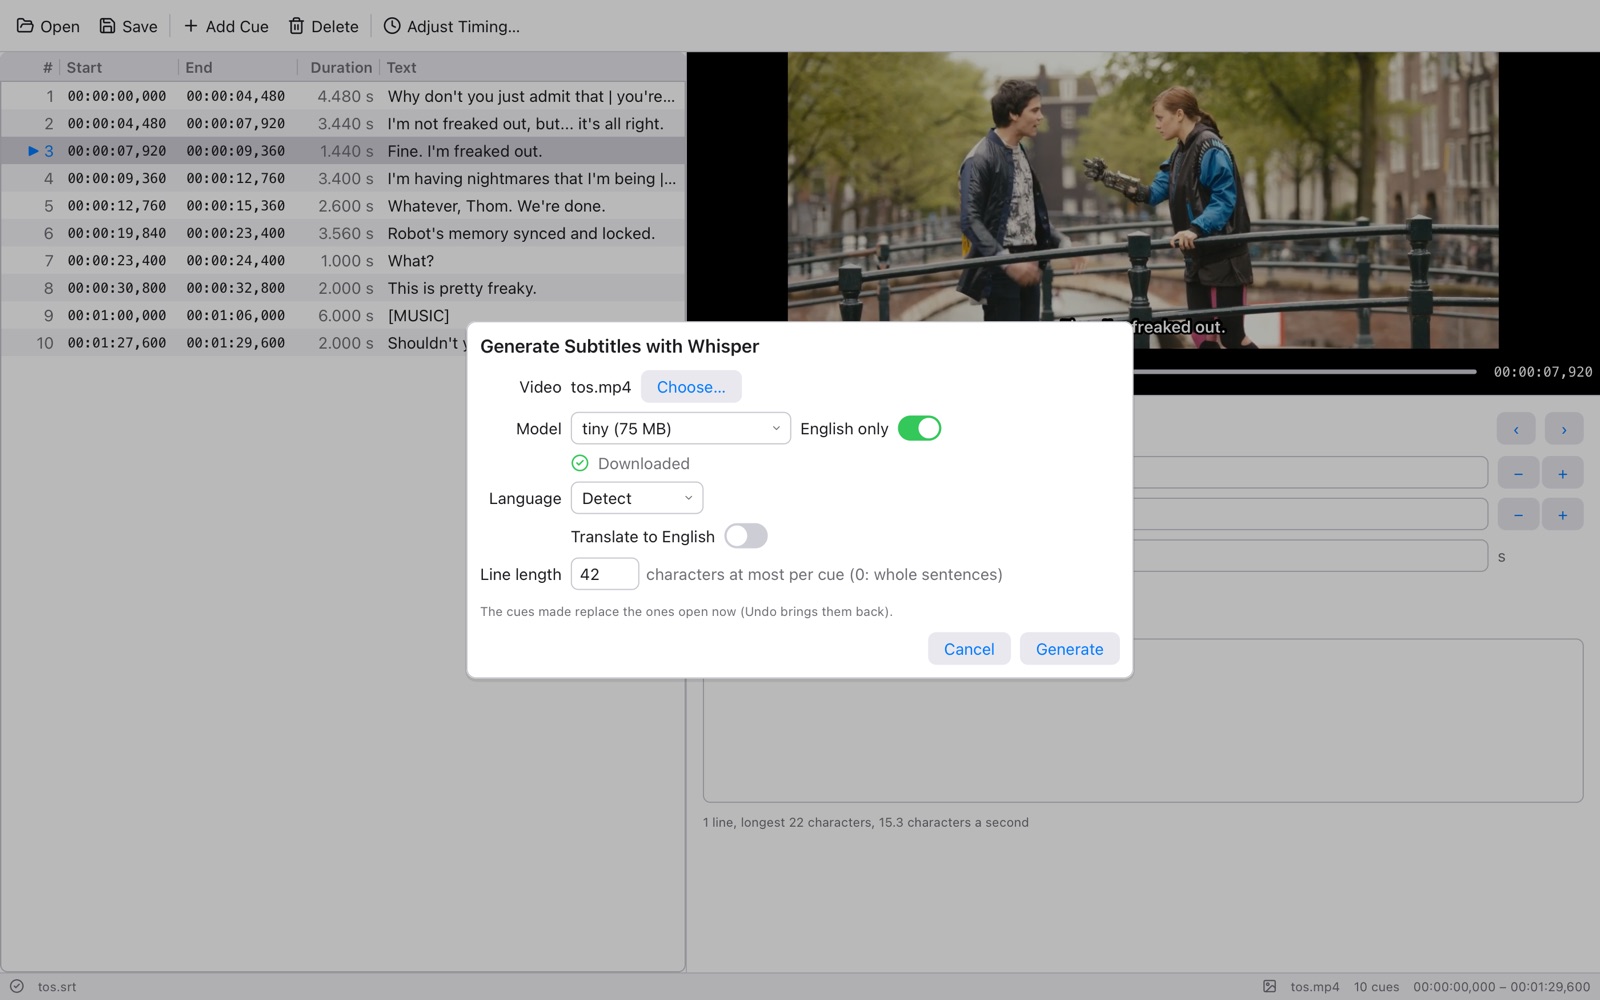 Open Save Add Cue Delete Adjust Timing...
# Start End Duration Text
1 00:00:00,000 00:00:04,480 4.480 s Why don't you just admit that | you're...
2 00:00:04,480 00:00:07,920 3.440 s I'm not freaked out, but... it's all right.
▶ 3 00:00:07,920 00:00:09,360 1.440 s Fine. I'm freaked out.
4 00:00:09,360 00:00:12,760 3.400 s I'm having nightmares that I'm being |...
5 00:00:12,760 00:00:15,360 2.600 s Whatever, Thom. We're done.
6 00:00:19,840 00:00:23,400 3.560 s Robot's memory synced and locked.
7 00:00:23,400 00:00:24,400 1.000 s What?
8 00:00:30,800 00:00:32,800 2.000 s This is pretty freaky.
9 00:01:00,000 00:01:06,000 6.000 s [MUSIC]
10 00:01:27,600 00:01:29,600 2.000 s Shouldn't
freaked out.
00:00:07,920
Generate Subtitles with Whisper
Video tos.mp4 Choose...
Model tiny (75 MB) English only
Downloaded
Language Detect
Translate to English
Line length 42 characters at most per cue (0: whole sentences)
The cues made replace the ones open now (Undo brings them back).
Cancel Generate
‹ ›
− +
− +
s
1 line, longest 22 characters, 15.3 characters a second
tos.srt
tos.mp4 10 cues 00:00:00,000 – 00:01:29,600